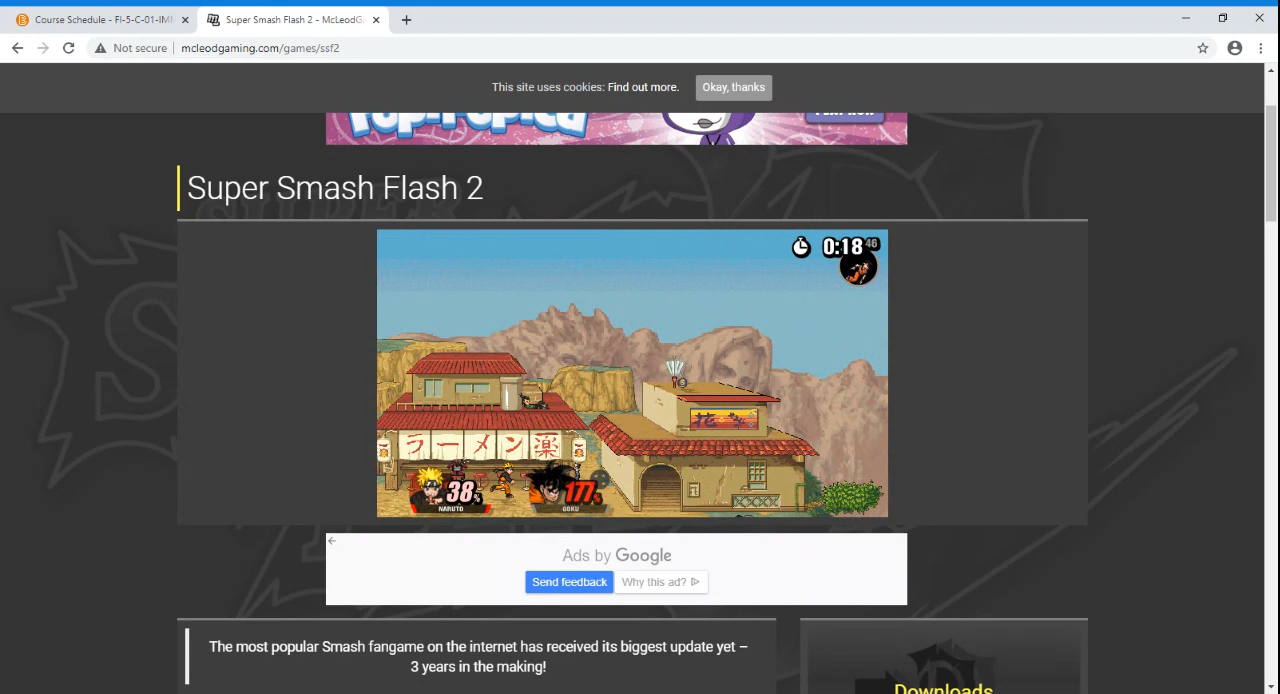 Course Schedule - FI-5-C-01-IMM
Super Smash Flash 2 - McLeodG
Not secure
mcleodgaming.com/games/ssf2
This site uses cookies: Find out more.
Okay, thanks
Super Smash Flash 2
0:18 46
ラーメン楽
38%
NARUTO
177%
GOKU
Ads by Google
Send feedback
Why this ad?
The most popular Smash fangame on the internet has received its biggest update yet –
3 years in the making!
Downloads